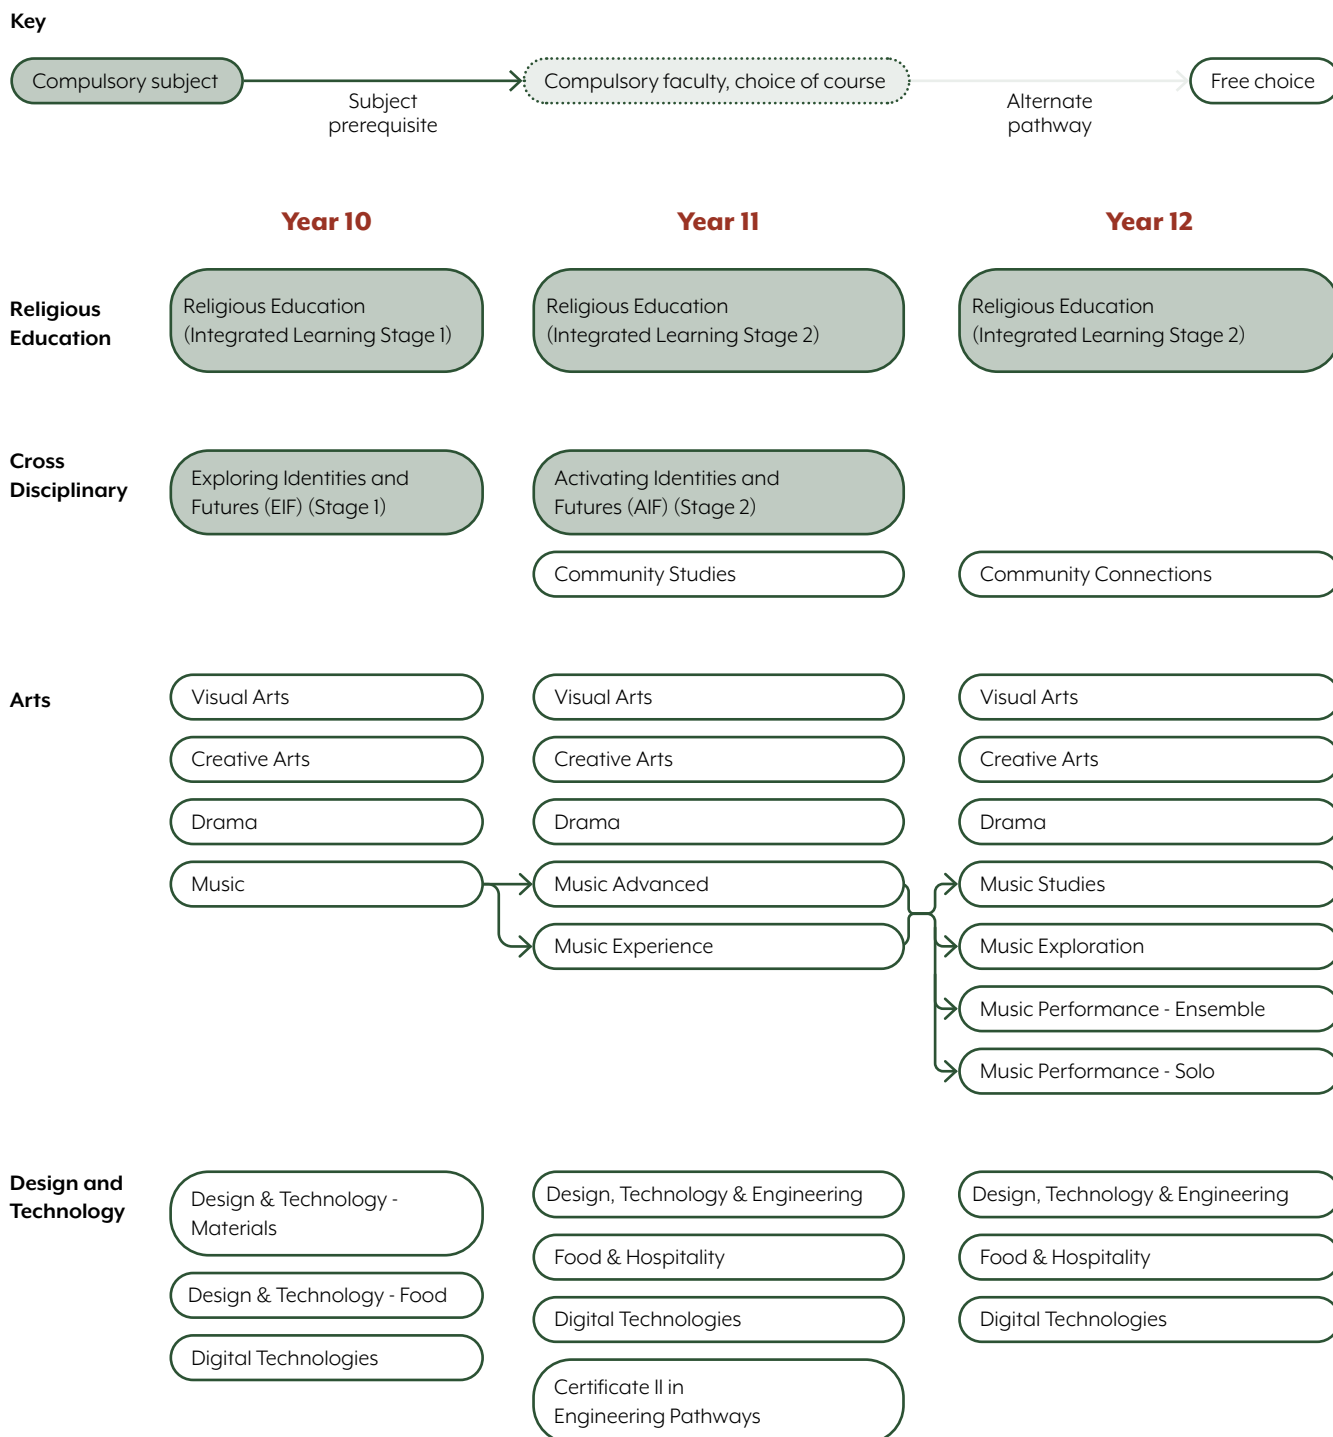 Key
Compulsory subject
Subject
prerequisite
Compulsory faculty, choice of course
Alternate
pathway
Free choice
Year 10
Year 11
Year 12
Religious
Education
Religious Education
(Integrated Learning Stage 1)
Religious Education
(Integrated Learning Stage 2)
Religious Education
(Integrated Learning Stage 2)
Cross
Disciplinary
Exploring Identities and
Futures (EIF) (Stage 1)
Activating Identities and
Futures (AIF) (Stage 2)
Community Studies
Community Connections
Arts
Visual Arts
Visual Arts
Visual Arts
Creative Arts
Creative Arts
Creative Arts
Drama
Drama
Drama
Music
Music Advanced
Music Studies
Music Experience
Music Exploration
Music Performance - Ensemble
Music Performance - Solo
Design and
Technology
Design & Technology -
Materials
Design, Technology & Engineering
Design, Technology & Engineering
Food & Hospitality
Food & Hospitality
Design & Technology - Food
Digital Technologies
Digital Technologies
Digital Technologies
Certificate II in
Engineering Pathways